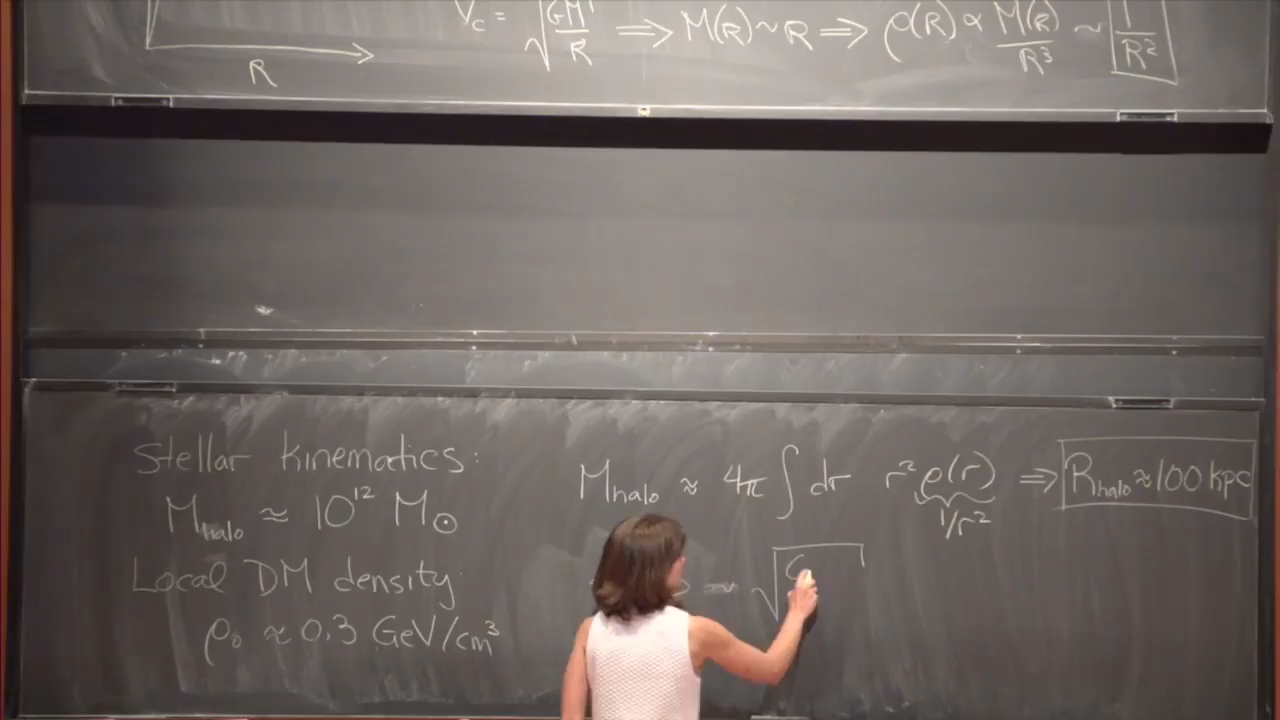 V_c = √(GM/R) ⟹ M(R) ~ R ⟹ ρ(R) ∝ M(R)/R³ ~ 1/R²
R
Stellar kinematics:
M_halo ≈ 10¹² M_⊙
Local DM density:
ρ₀ ≈ 0.3 GeV/cm³
M_halo ≈ 4π ∫ dr r² ρ(r) ⟹ R_halo ≈ 100 kpc
1/r²